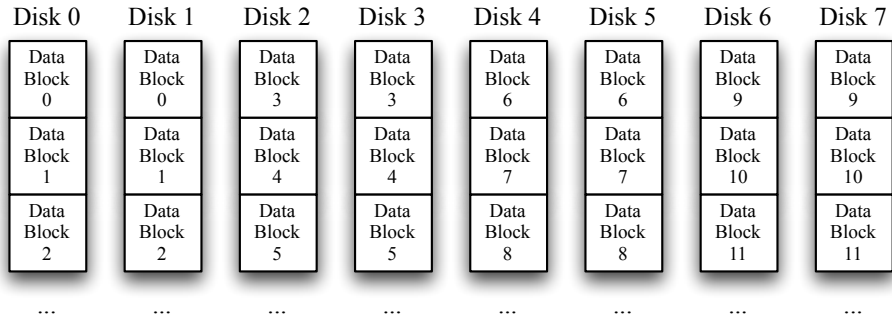 Disk 0 Disk 1 Disk 2 Disk 3 Disk 4 Disk 5 Disk 6 Disk 7
Data Data Data Data Data Data Data Data
Block Block Block Block Block Block Block Block
0 0 3 3 6 6 9 9
Data Data Data Data Data Data Data Data
Block Block Block Block Block Block Block Block
1 1 4 4 7 7 10 10
Data Data Data Data Data Data Data Data
Block Block Block Block Block Block Block Block
2 2 5 5 8 8 11 11
... ... ... ... ... ... ... ...